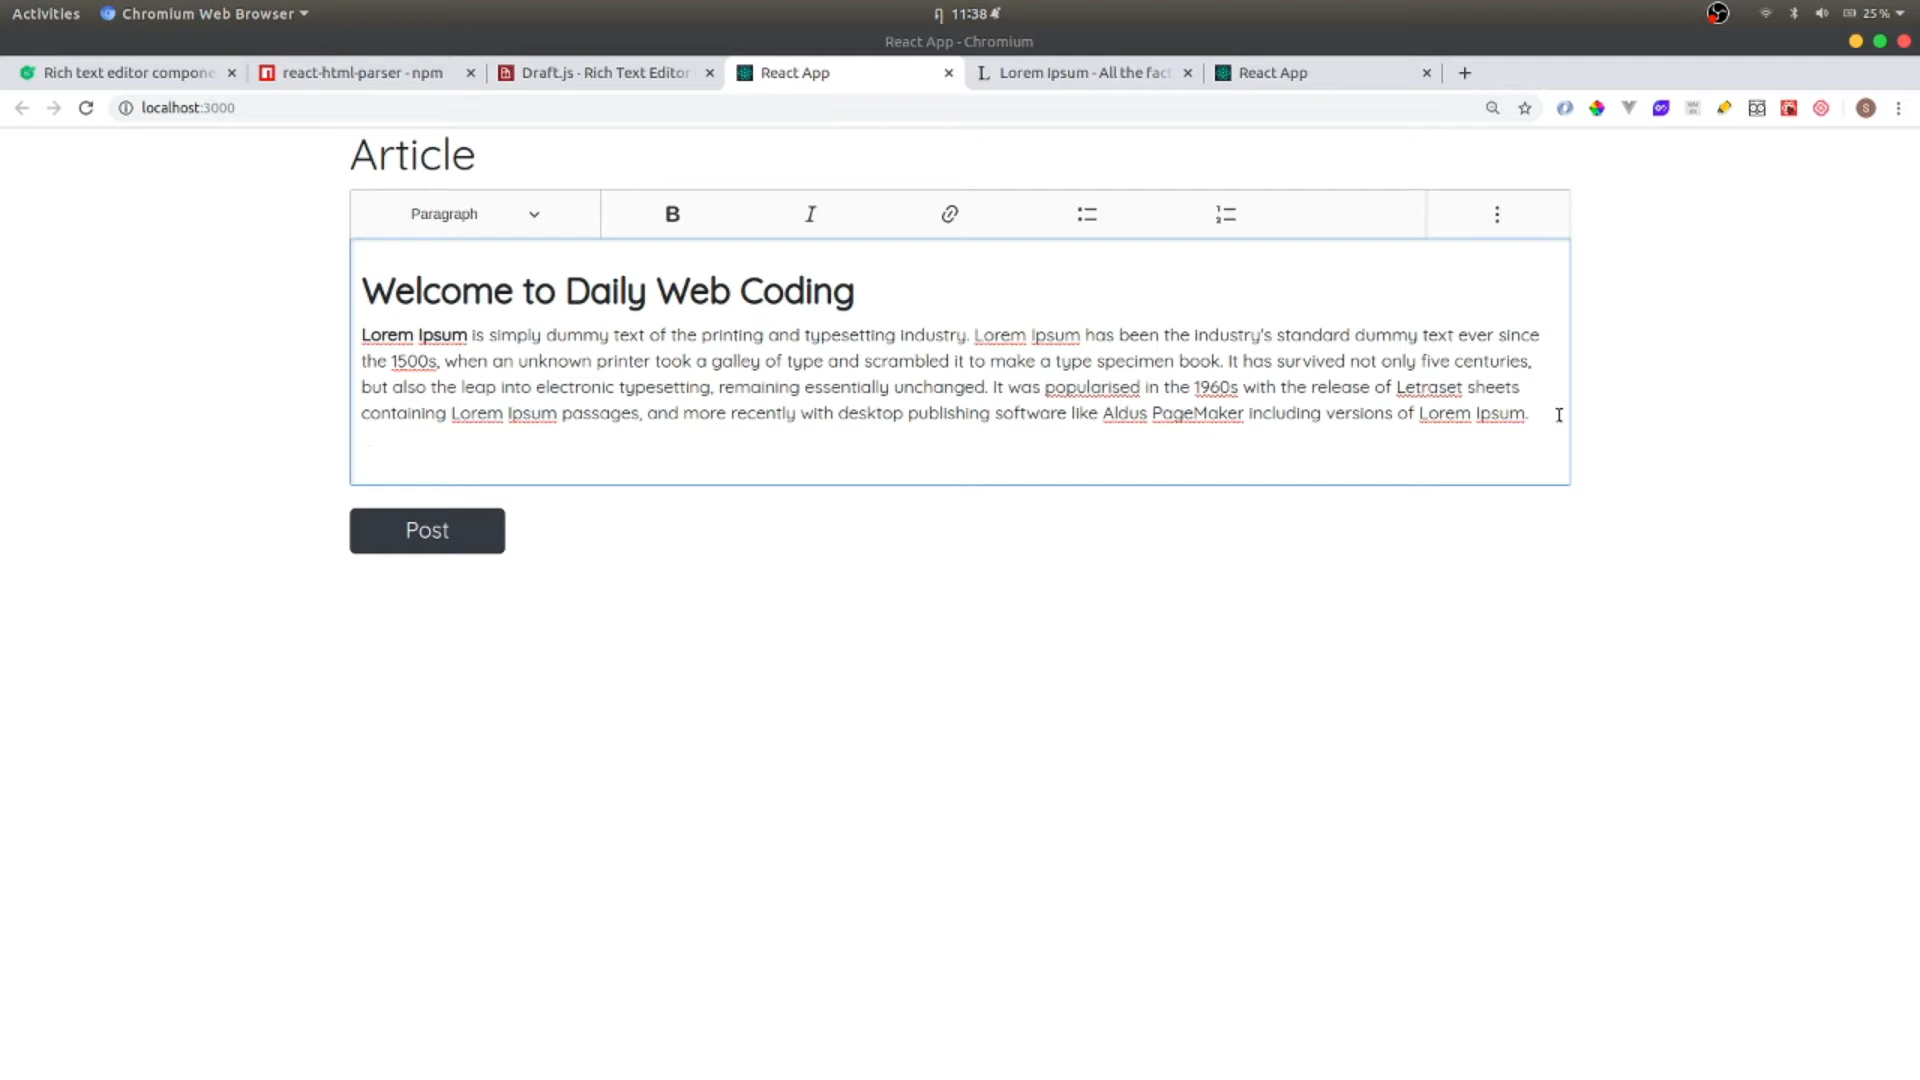 Activities Chromium Web Browser 11:38 25%
React App - Chromium
Rich text editor compone react-html-parser - npm Draft.js - Rich Text Editor React App Lorem Ipsum - All the fact React App
localhost:3000
Article
Paragraph B I
Welcome to Daily Web Coding
Lorem Ipsum is simply dummy text of the printing and typesetting industry. Lorem Ipsum has been the industry's standard dummy text ever since
the 1500s, when an unknown printer took a galley of type and scrambled it to make a type specimen book. It has survived not only five centuries,
but also the leap into electronic typesetting, remaining essentially unchanged. It was popularised in the 1960s with the release of Letraset sheets
containing Lorem Ipsum passages, and more recently with desktop publishing software like Aldus PageMaker including versions of Lorem Ipsum.
Post